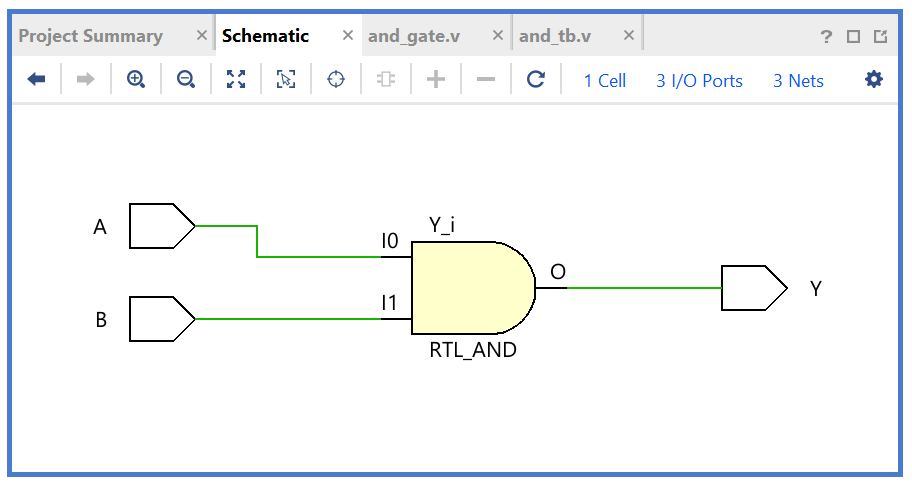 Project Summary × Schematic × and_gate.v × and_tb.v × ?
1 Cell 3 I/O Ports 3 Nets
Y_i
A
I0
O
Y
I1
B
RTL_AND